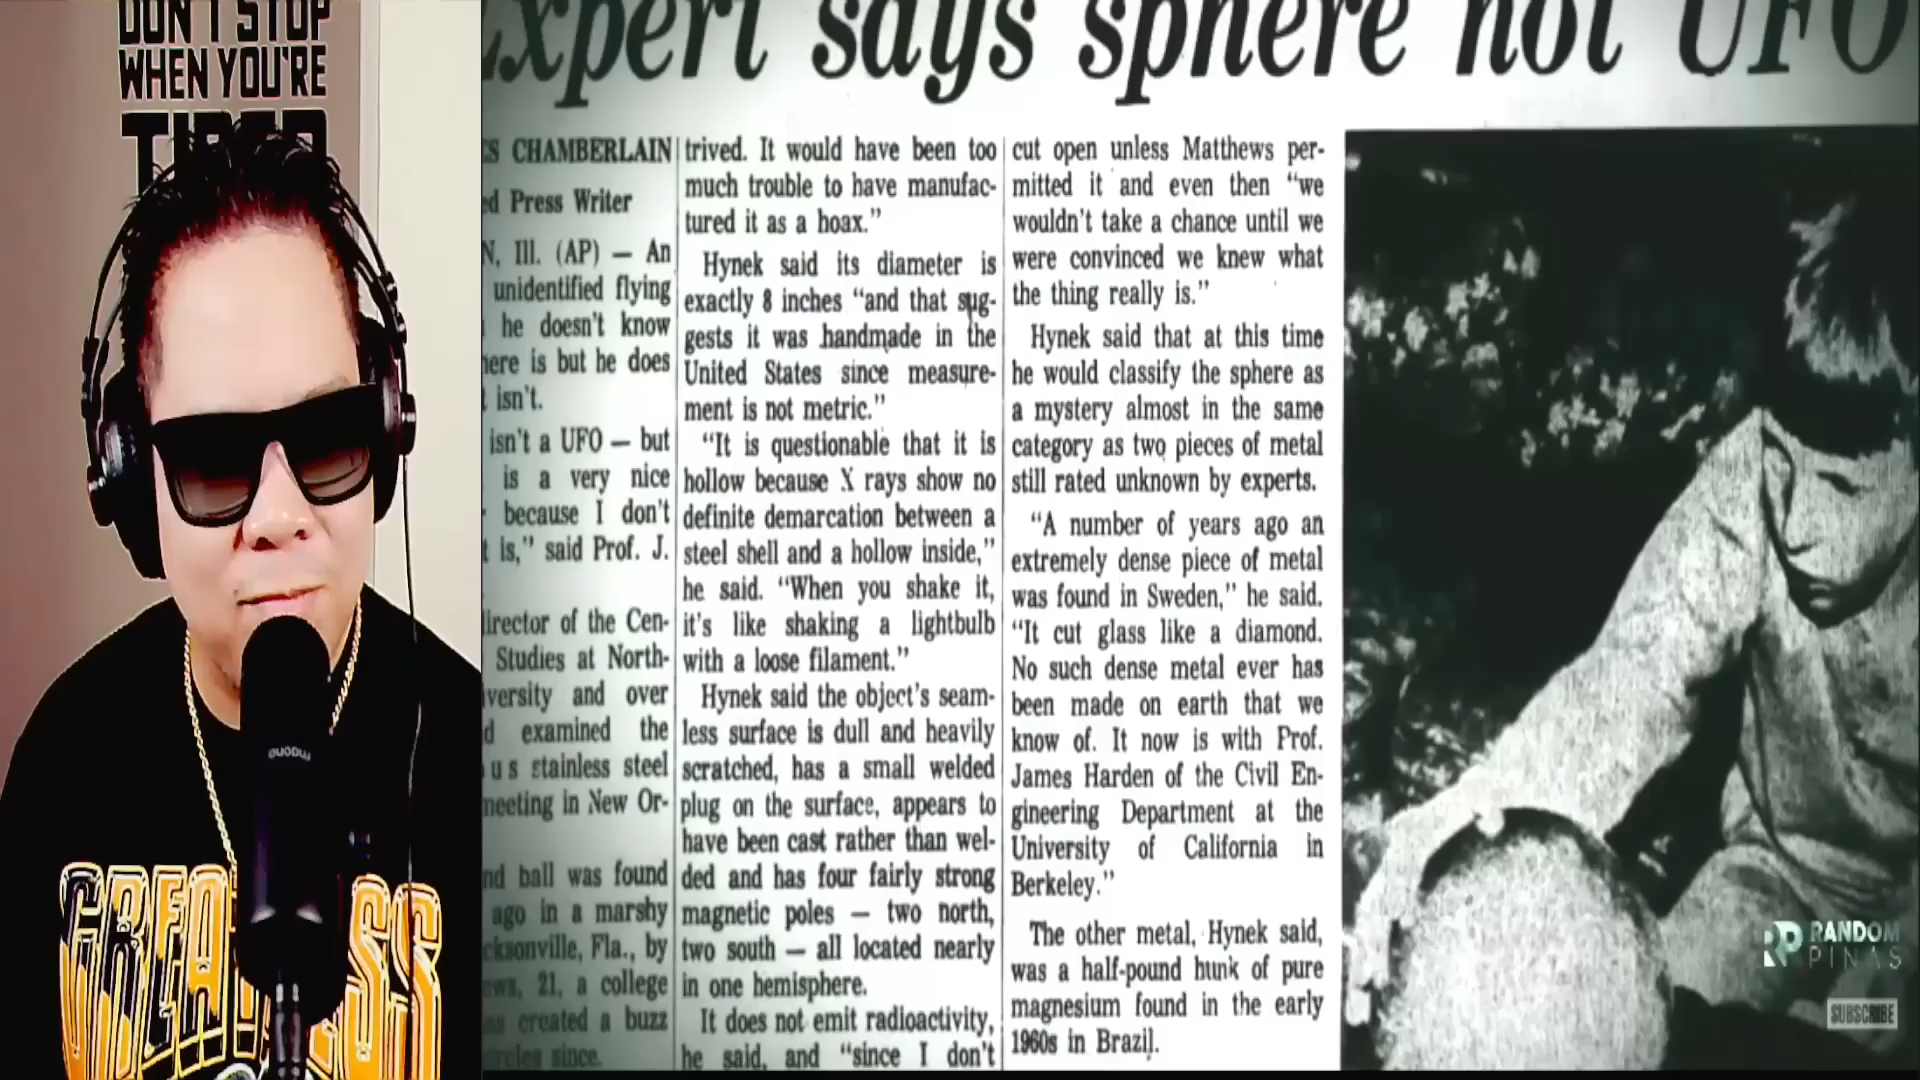 DON'T STOP
WHEN YOU'RE
TIRED
GREATNESS
maono
Expert says sphere not UFO
S CHAMBERLAIN
ed Press Writer
N, Ill. (AP) — An
unidentified flying
he doesn't know
here is but he does
t isn't.
isn't a UFO — but
is a very nice
because I don't
t is," said Prof. J.
director of the Cen-
Studies at North-
versity and over
d examined the
us stainless steel
meeting in New Or-
nd ball was found
ago in a marshy
cksonville, Fla., by
ws, 21, a college
as created a buzz
circles since.
trived. It would have been too
much trouble to have manufac-
tured it as a hoax."
Hynek said its diameter is
exactly 8 inches "and that sug-
gests it was handmade in the
United States since measure-
ment is not metric."
"It is questionable that it is
hollow because X rays show no
definite demarcation between a
steel shell and a hollow inside,"
he said. "When you shake it,
it's like shaking a lightbulb
with a loose filament."
Hynek said the object's seam-
less surface is dull and heavily
scratched, has a small welded
plug on the surface, appears to
have been cast rather than wel-
ded and has four fairly strong
magnetic poles — two north,
two south — all located nearly
in one hemisphere.
It does not emit radioactivity,
he said, and "since I don't
cut open unless Matthews per-
mitted it and even then "we
wouldn't take a chance until we
were convinced we knew what
the thing really is."
Hynek said that at this time
he would classify the sphere as
a mystery almost in the same
category as two pieces of metal
still rated unknown by experts.
"A number of years ago an
extremely dense piece of metal
was found in Sweden," he said.
"It cut glass like a diamond.
No such dense metal ever has
been made on earth that we
know of. It now is with Prof.
James Harden of the Civil En-
gineering Department at the
University of California in
Berkeley."
The other metal, Hynek said,
was a half-pound hunk of pure
magnesium found in the early
1960s in Brazil.
RP RANDOM
PINAS
SUBSCRIBE